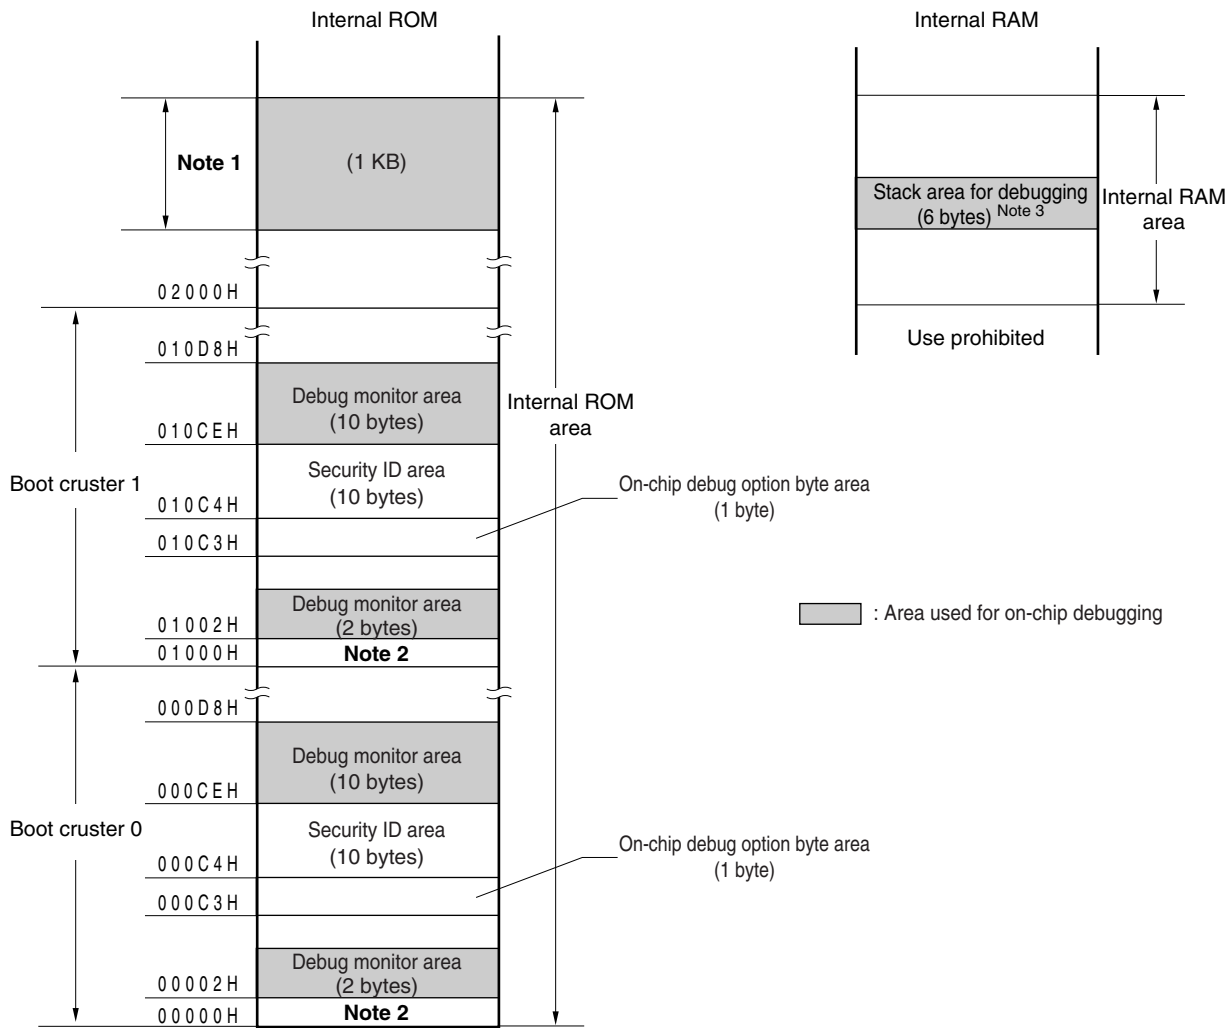 Internal ROM
Internal RAM
Note 1
(1 KB)
Stack area for debugging
(6 bytes) Note 3
Internal RAM
area
02000H
Use prohibited
010D8H
Debug monitor area
(10 bytes)
Internal ROM
area
010CEH
Boot cruster 1
Security ID area
(10 bytes)
On-chip debug option byte area
(1 byte)
010C4H
010C3H
Debug monitor area
(2 bytes)
: Area used for on-chip debugging
01002H
01000H
Note 2
000D8H
Debug monitor area
(10 bytes)
000CEH
Boot cruster 0
Security ID area
(10 bytes)
On-chip debug option byte area
(1 byte)
000C4H
000C3H
Debug monitor area
(2 bytes)
00002H
00000H
Note 2